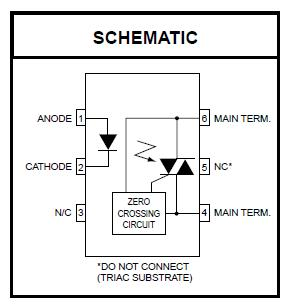 SCHEMATIC
ANODE 1
6 MAIN TERM.
CATHODE 2
5 NC*
N/C 3
ZERO
CROSSING
CIRCUIT
4 MAIN TERM.
*DO NOT CONNECT
(TRIAC SUBSTRATE)